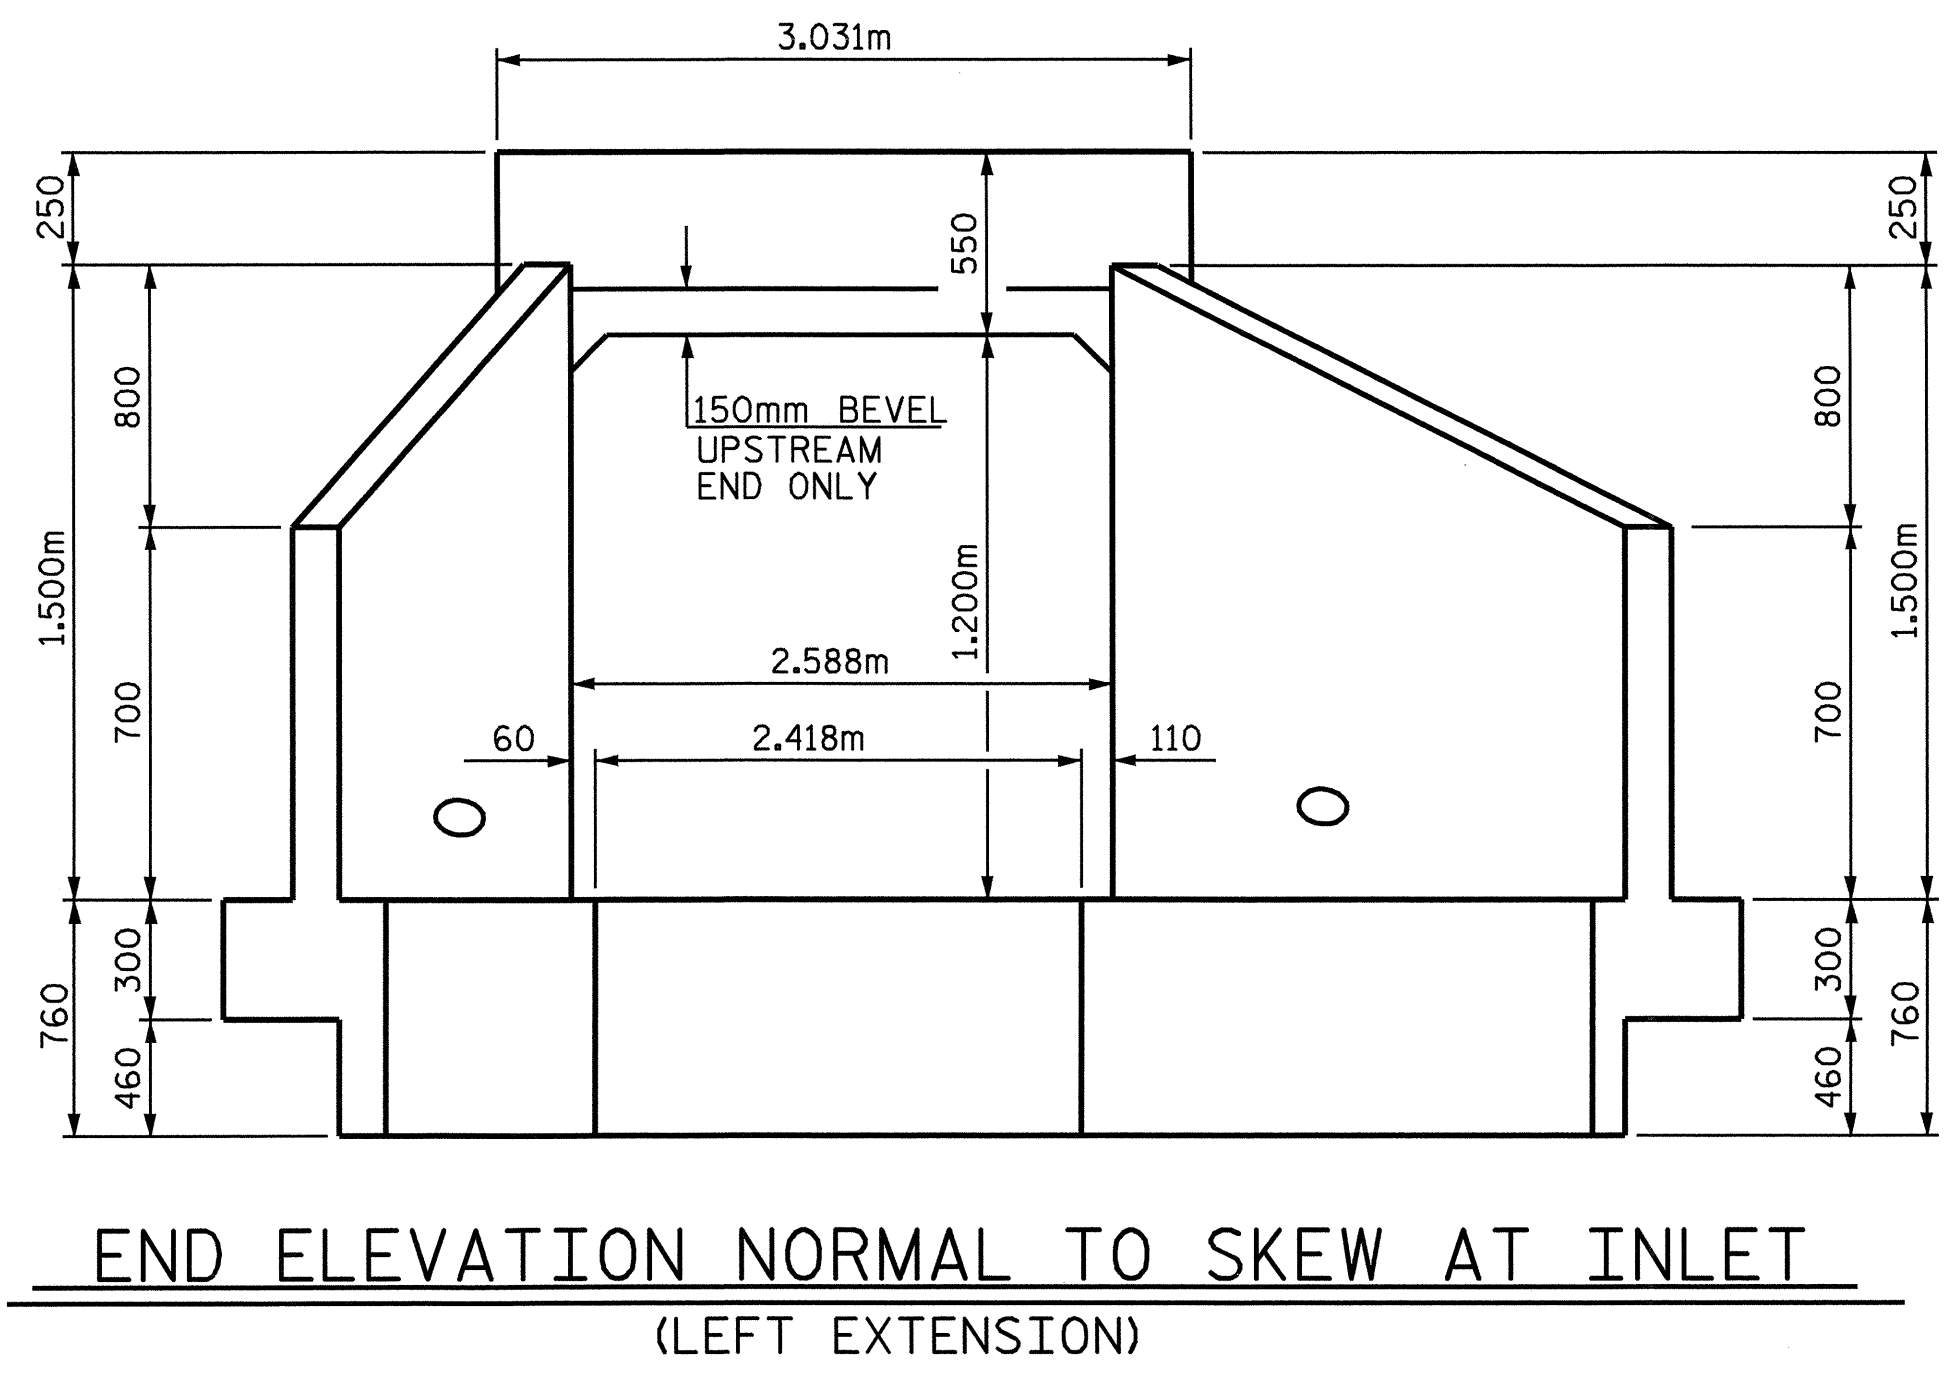 3.031m
250
550
250
800
150mm BEVEL
UPSTREAM
END ONLY
800
1.500m
1.200m
1.500m
2.588m
700
60
2.418m
110
700
300
300
760
760
460
460
END ELEVATION NORMAL TO SKEW AT INLET
(LEFT EXTENSION)